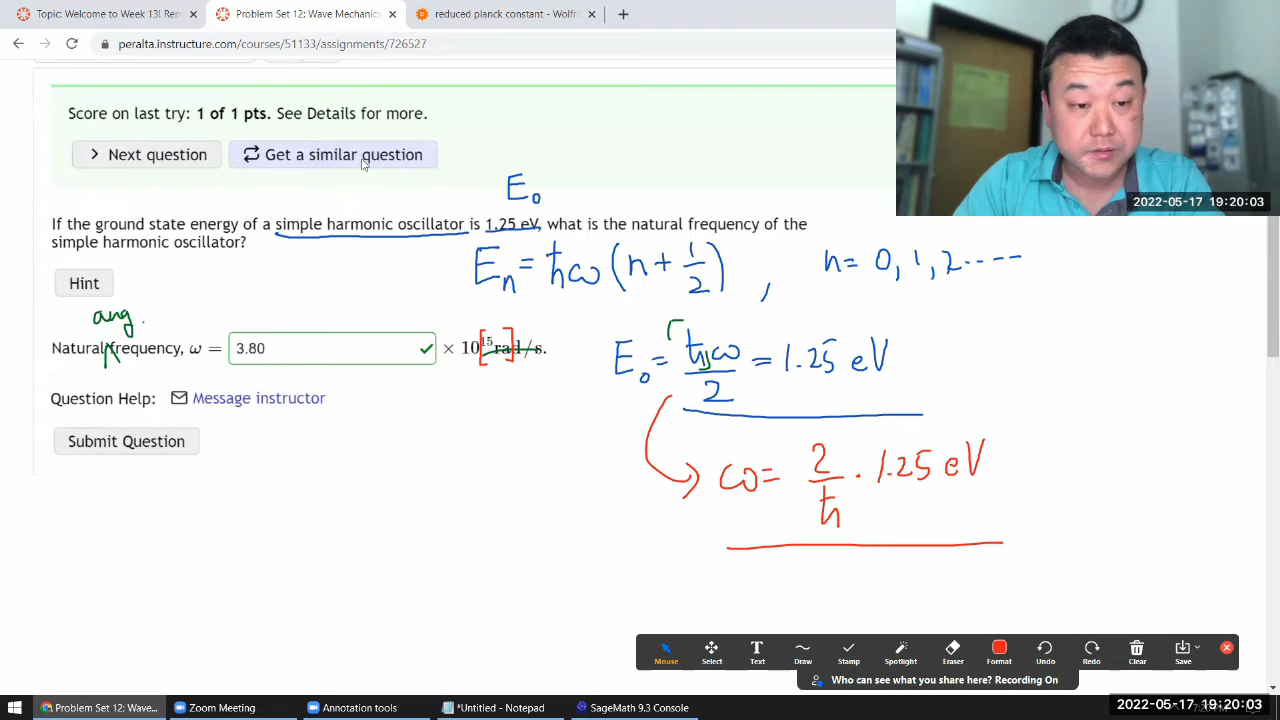 Topic: Welcome to Week 13! Ren
Problem Set 12: Wave Mechanics
reduced planck constant - Wolfr
peralta.instructure.com/courses/51133/assignments/726527
Score on last try: 1 of 1 pts. See Details for more.
Next question
Get a similar question
E₀
If the ground state energy of a simple harmonic oscillator is 1.25 eV, what is the natural frequency of the
simple harmonic oscillator?
Eₙ = ħω (n + 1/2), n = 0, 1, 2 ....
Hint
ang.
Natural frequency, ω = 3.80 × 10¹⁵ rad/s.
E₀ = ħω/2 = 1.25 eV
Question Help: Message instructor
Submit Question
ω = 2/ħ · 1.25 eV
Mouse Select Text Draw Stamp Spotlight Eraser Format Undo Redo Clear Save
Who can see what you share here? Recording On
Problem Set 12: Wave...
Zoom Meeting
Annotation tools
*Untitled - Notepad
SageMath 9.3 Console
2022-05-17 19:20:03
2022-05-17 19:20:03